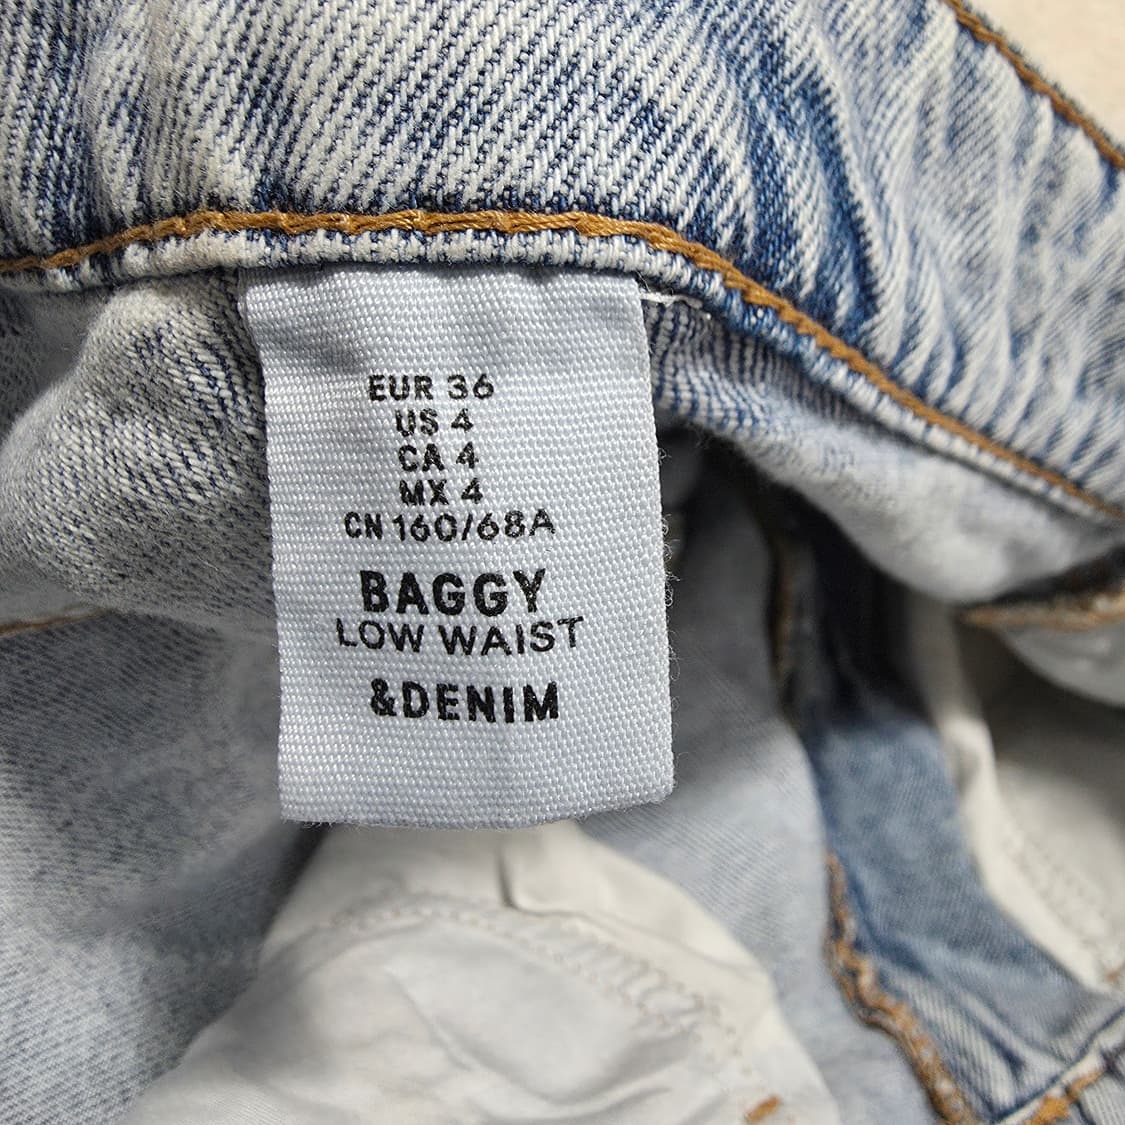 EUR 36
US 4
CA 4
MX 4
CN 160/68A
BAGGY
LOW WAIST
&DENIM